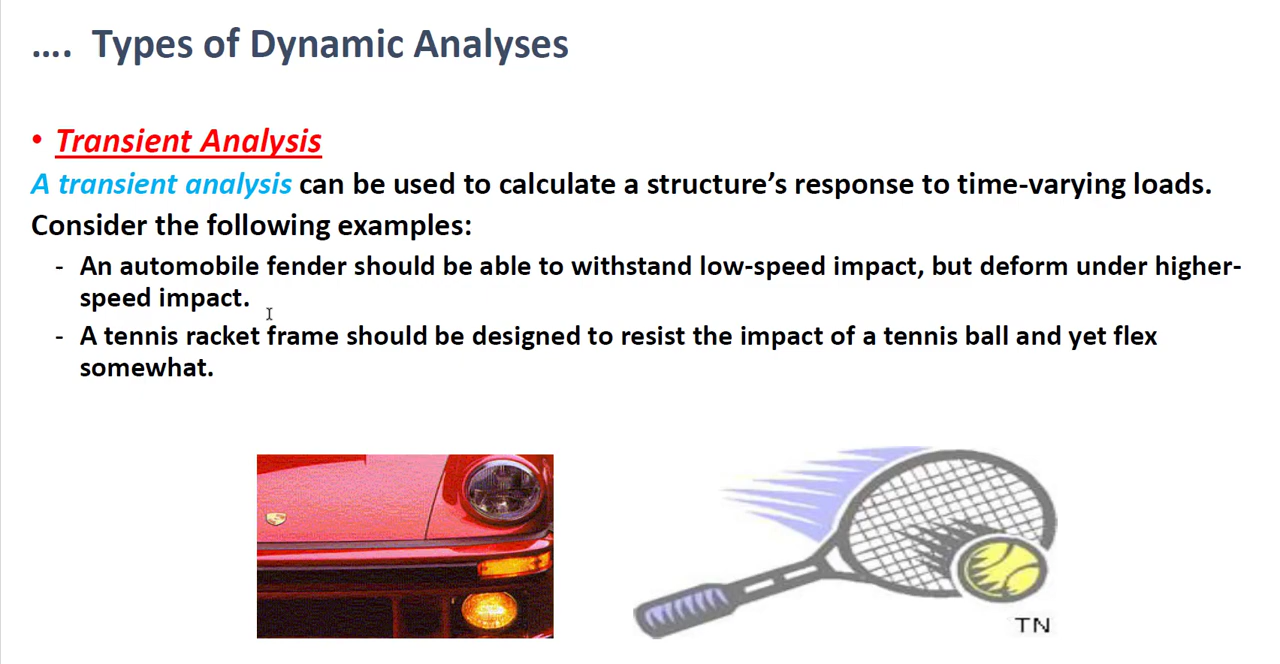 …. Types of Dynamic Analyses
• Transient Analysis
A transient analysis can be used to calculate a structure’s response to time-varying loads.
Consider the following examples:
- An automobile fender should be able to withstand low-speed impact, but deform under higher-
speed impact.
- A tennis racket frame should be designed to resist the impact of a tennis ball and yet flex
somewhat.
TN